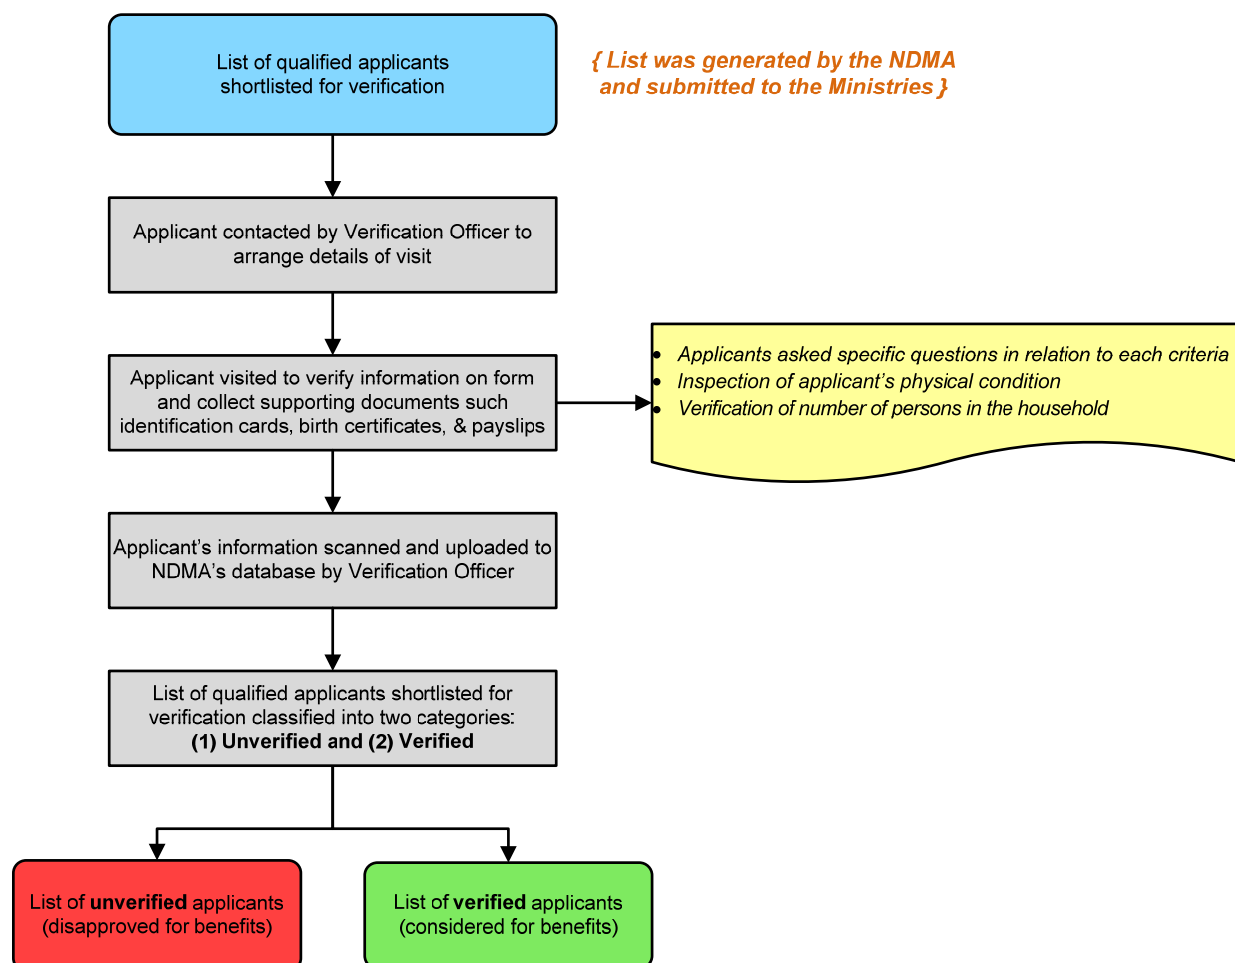 List of qualified applicants
shortlisted for verification
{ List was generated by the NDMA
and submitted to the Ministries }
Applicant contacted by Verification Officer to
arrange details of visit
Applicant visited to verify information on form
and collect supporting documents such
identification cards, birth certificates, & payslips
• Applicants asked specific questions in relation to each criteria
• Inspection of applicant's physical condition
• Verification of number of persons in the household
Applicant's information scanned and uploaded to
NDMA's database by Verification Officer
List of qualified applicants shortlisted for
verification classified into two categories:
(1) Unverified and (2) Verified
List of unverified applicants
(disapproved for benefits)
List of verified applicants
(considered for benefits)